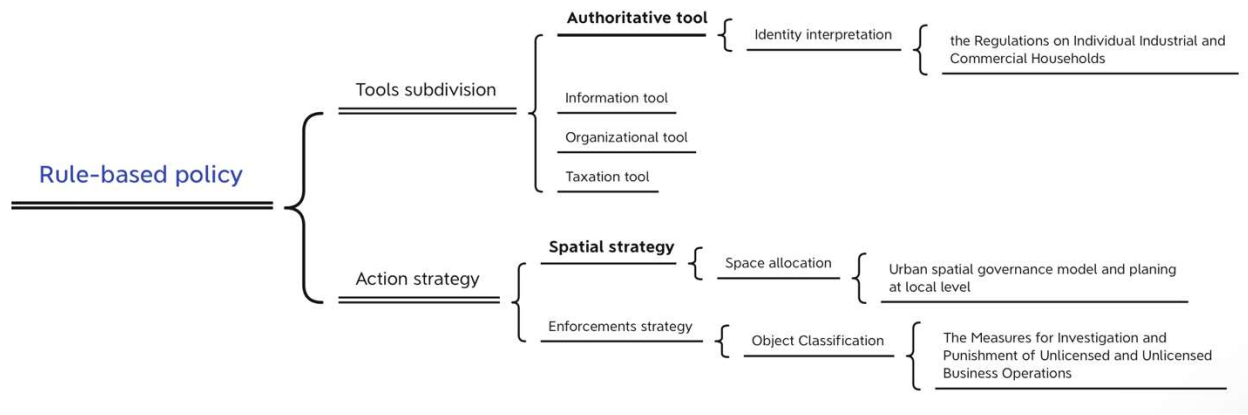 Rule-based policy
Tools subdivision
Authoritative tool
Identity interpretation
the Regulations on Individual Industrial and
Commercial Households
Information tool
Organizational tool
Taxation tool
Action strategy
Spatial strategy
Space allocation
Urban spatial governance model and planing
at local level
Enforcements strategy
Object Classification
The Measures for Investigation and
Punishment of Unlicensed and Unlicensed
Business Operations